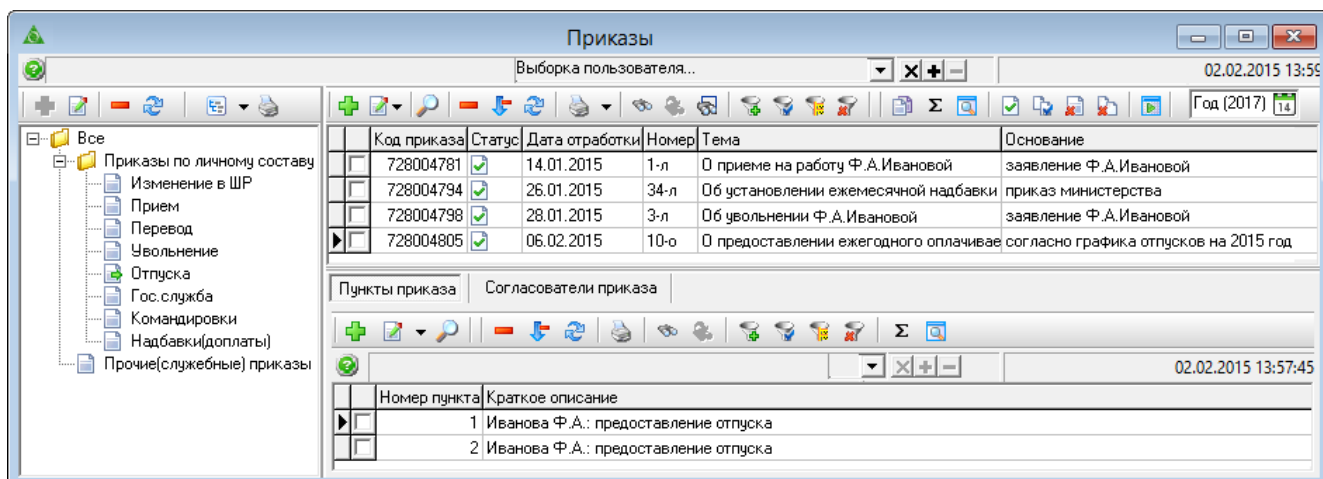 Приказы
Выборка пользователя...
02.02.2015 13:59
Год (2017)
14
Все
Приказы по личному составу
Изменение в ШР
Прием
Перевод
Увольнение
Отпуска
Гос.служба
Командировки
Надбавки(доплаты)
Прочие(служебные) приказы
Код приказа Статус Дата отработки Номер Тема Основание
728004781 14.01.2015 1-л О приеме на работу Ф.А.Ивановой заявление Ф.А.Ивановой
728004794 26.01.2015 34-л Об установлении ежемесячной надбавки приказ министерства
728004798 28.01.2015 3-л Об увольнении Ф.А.Ивановой заявление Ф.А.Ивановой
728004805 06.02.2015 10-о О предоставлении ежегодного оплачивае согласно графика отпусков на 2015 год
Пункты приказа Согласователи приказа
02.02.2015 13:57:45
Номер пункта Краткое описание
1 Иванова Ф.А.: предоставление отпуска
2 Иванова Ф.А.: предоставление отпуска